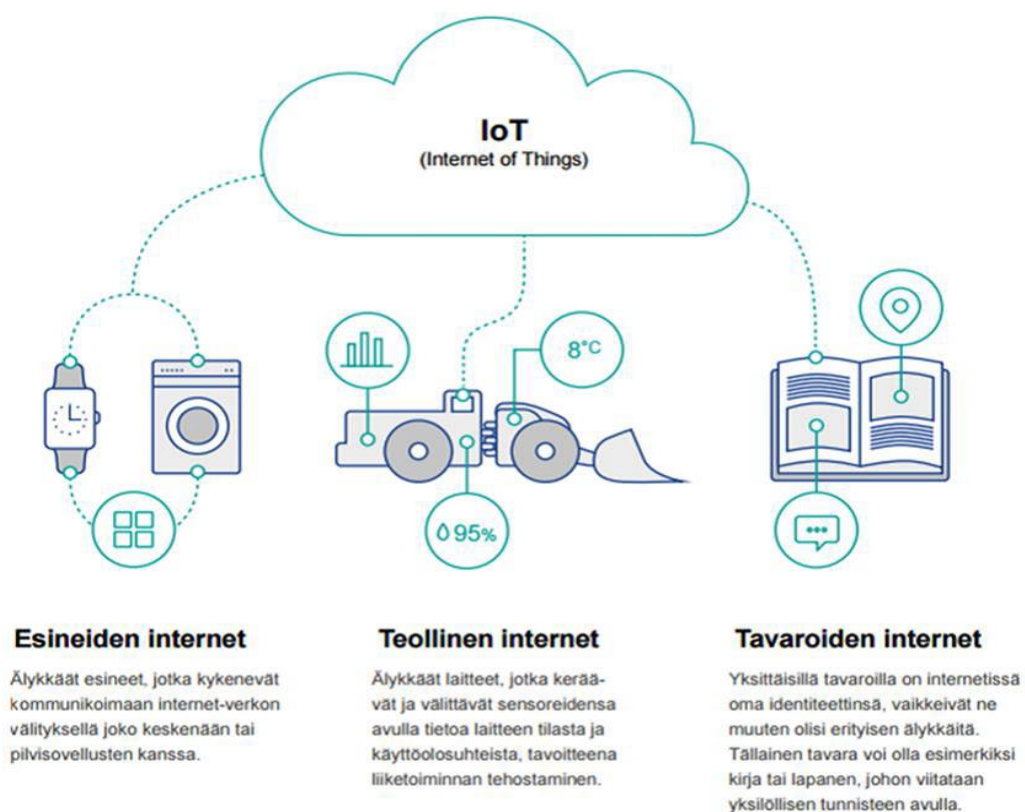 IoT
(Internet of Things)
8°C
95%
Esineiden internet
Älykkäät esineet, jotka kykenevät
kommunikoimaan internet-verkon
välityksellä joko keskenään tai
pilvisovellusten kanssa.
Teollinen internet
Älykkäät laitteet, jotka kerää-
vät ja välittävät sensoreidensa
avulla tietoa laitteen tilasta ja
käyttöolosuhteista, tavoitteena
liiketoiminnan tehostaminen.
Tavaroiden internet
Yksittäisillä tavaroilla on internetissä
oma identiteettinsä, vaikkeivät ne
muuten olisi erityisen älykkäitä.
Tällainen tavara voi olla esimerkiksi
kirja tai lapanen, johon viitataan
yksilöllisen tunnisteen avulla.